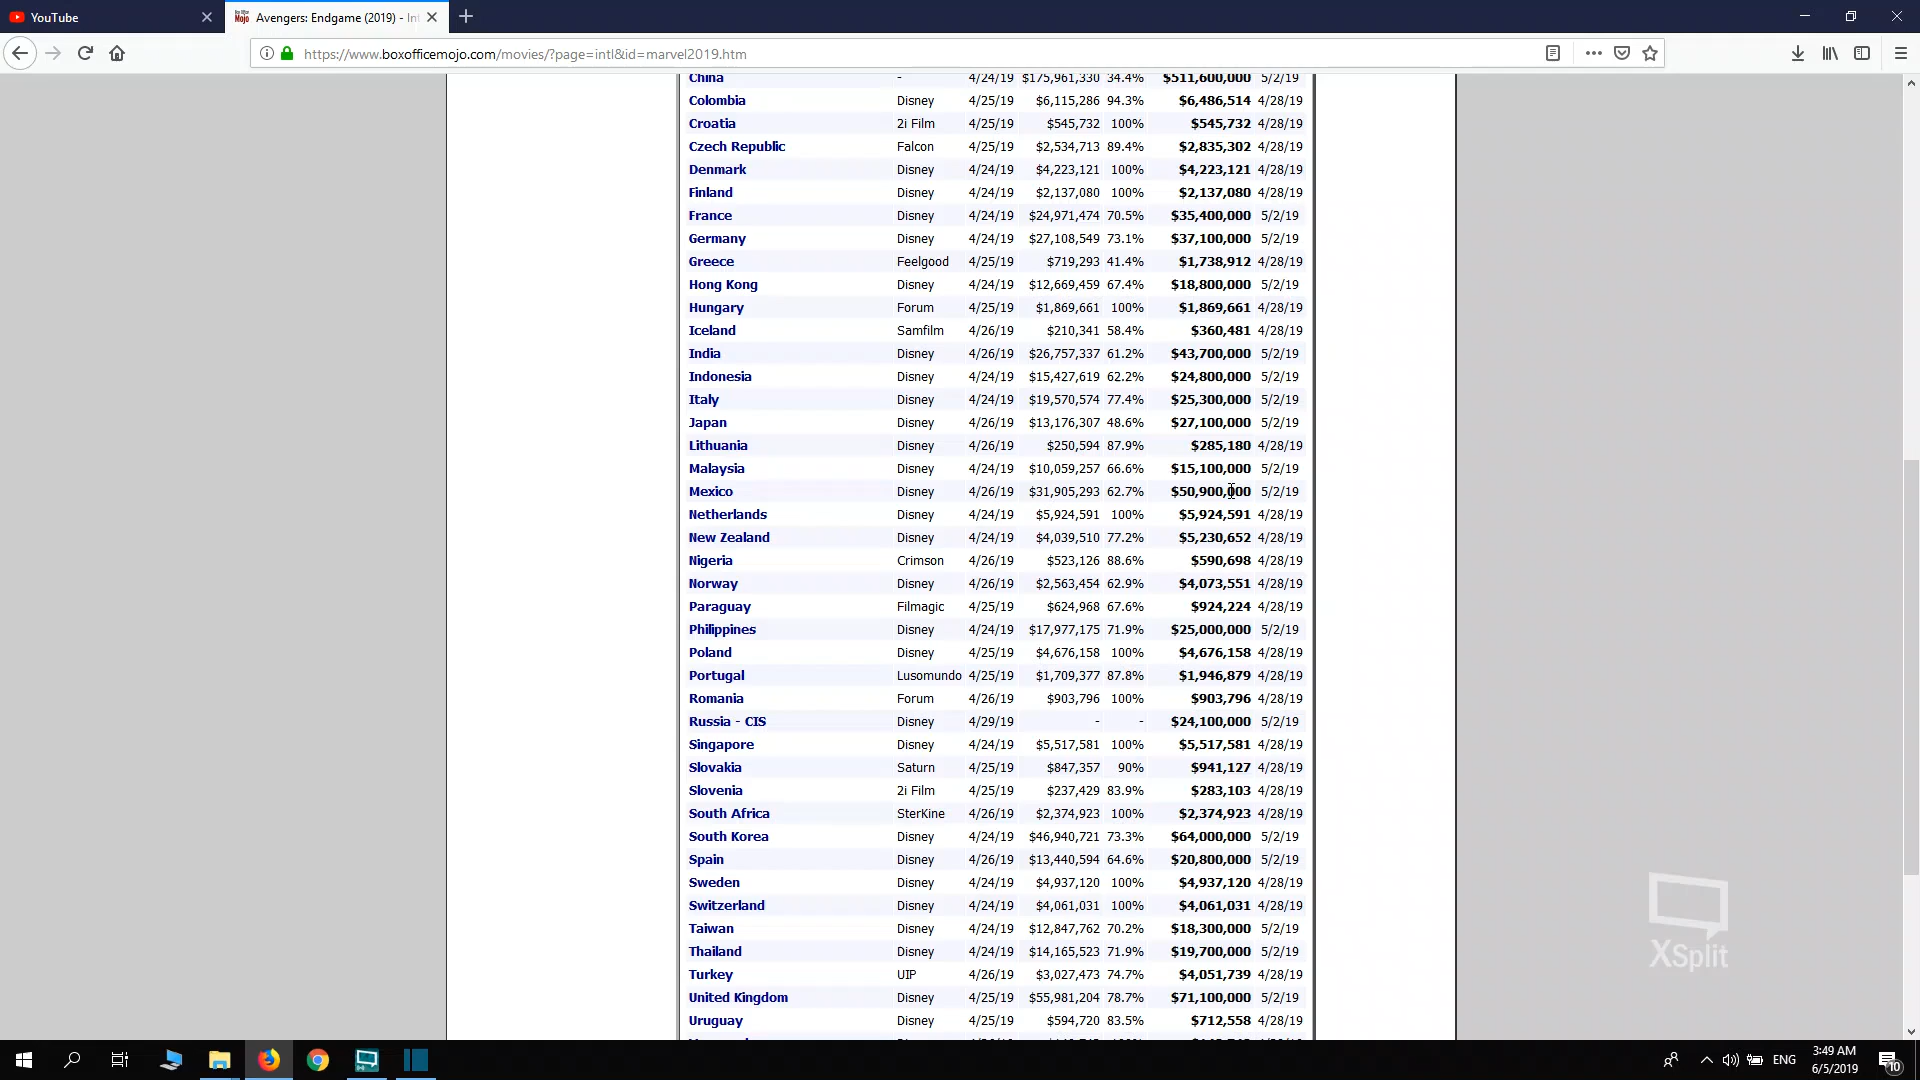 YouTube
Avengers: Endgame (2019) - Int
https://www.boxofficemojo.com/movies/?page=intl&id=marvel2019.htm
China - 4/24/19 $175,961,330 34.4% $511,600,000 5/2/19
Colombia Disney 4/25/19 $6,115,286 94.3% $6,486,514 4/28/19
Croatia 2i Film 4/25/19 $545,732 100% $545,732 4/28/19
Czech Republic Falcon 4/25/19 $2,534,713 89.4% $2,835,302 4/28/19
Denmark Disney 4/24/19 $4,223,121 100% $4,223,121 4/28/19
Finland Disney 4/24/19 $2,137,080 100% $2,137,080 4/28/19
France Disney 4/24/19 $24,971,474 70.5% $35,400,000 5/2/19
Germany Disney 4/24/19 $27,108,549 73.1% $37,100,000 5/2/19
Greece Feelgood 4/25/19 $719,293 41.4% $1,738,912 4/28/19
Hong Kong Disney 4/24/19 $12,669,459 67.4% $18,800,000 5/2/19
Hungary Forum 4/25/19 $1,869,661 100% $1,869,661 4/28/19
Iceland Samfilm 4/26/19 $210,341 58.4% $360,481 4/28/19
India Disney 4/26/19 $26,757,337 61.2% $43,700,000 5/2/19
Indonesia Disney 4/24/19 $15,427,619 62.2% $24,800,000 5/2/19
Italy Disney 4/24/19 $19,570,574 77.4% $25,300,000 5/2/19
Japan Disney 4/26/19 $13,176,307 48.6% $27,100,000 5/2/19
Lithuania Disney 4/26/19 $250,594 87.9% $285,180 4/28/19
Malaysia Disney 4/24/19 $10,059,257 66.6% $15,100,000 5/2/19
Mexico Disney 4/26/19 $31,905,293 62.7% $50,900,000 5/2/19
Netherlands Disney 4/24/19 $5,924,591 100% $5,924,591 4/28/19
New Zealand Disney 4/24/19 $4,039,510 77.2% $5,230,652 4/28/19
Nigeria Crimson 4/26/19 $523,126 88.6% $590,698 4/28/19
Norway Disney 4/26/19 $2,563,454 62.9% $4,073,551 4/28/19
Paraguay Filmagic 4/25/19 $624,968 67.6% $924,224 4/28/19
Philippines Disney 4/24/19 $17,977,175 71.9% $25,000,000 5/2/19
Poland Disney 4/25/19 $4,676,158 100% $4,676,158 4/28/19
Portugal Lusomundo 4/25/19 $1,709,377 87.8% $1,946,879 4/28/19
Romania Forum 4/26/19 $903,796 100% $903,796 4/28/19
Russia - CIS Disney 4/29/19 - - $24,100,000 5/2/19
Singapore Disney 4/24/19 $5,517,581 100% $5,517,581 4/28/19
Slovakia Saturn 4/25/19 $847,357 90% $941,127 4/28/19
Slovenia 2i Film 4/25/19 $237,429 83.9% $283,103 4/28/19
South Africa SterKine 4/26/19 $2,374,923 100% $2,374,923 4/28/19
South Korea Disney 4/24/19 $46,940,721 73.3% $64,000,000 5/2/19
Spain Disney 4/26/19 $13,440,594 64.6% $20,800,000 5/2/19
Sweden Disney 4/24/19 $4,937,120 100% $4,937,120 4/28/19
Switzerland Disney 4/24/19 $4,061,031 100% $4,061,031 4/28/19
Taiwan Disney 4/24/19 $12,847,762 70.2% $18,300,000 5/2/19
Thailand Disney 4/24/19 $14,165,523 71.9% $19,700,000 5/2/19
Turkey UIP 4/26/19 $3,027,473 74.7% $4,051,739 4/28/19
United Kingdom Disney 4/25/19 $55,981,204 78.7% $71,100,000 5/2/19
Uruguay Disney 4/25/19 $594,720 83.5% $712,558 4/28/19
XSplit
ENG
3:49 AM
6/5/2019
10